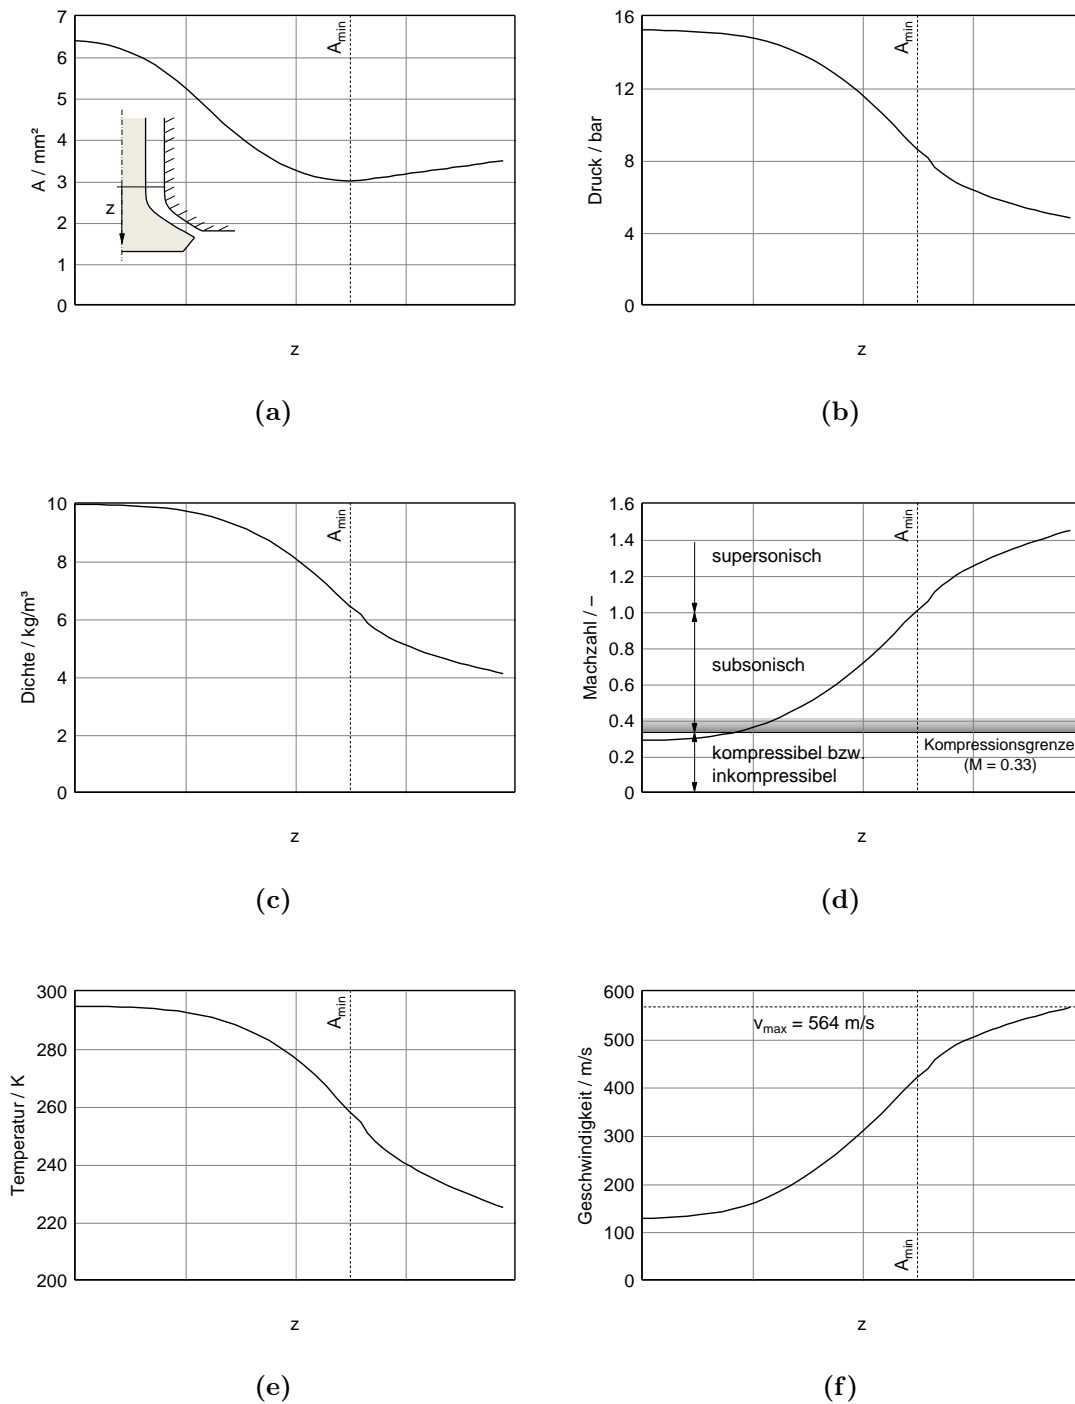 7
6
5
4
3
2
1
0
A / mm²
A_min
z
z
(a)
16
12
8
4
0
Druck / bar
A_min
z
(b)
10
8
6
4
2
0
Dichte / kg/m³
A_min
z
(c)
1.6
1.4
1.2
1.0
0.8
0.6
0.4
0.2
0
Machzahl / –
A_min
supersonisch
subsonisch
kompressibel bzw.
inkompressibel
Kompressionsgrenze
(M = 0.33)
z
(d)
300
280
260
240
220
200
Temperatur / K
A_min
z
(e)
600
500
400
300
200
100
0
Geschwindigkeit / m/s
v_max = 564 m/s
A_min
z
(f)